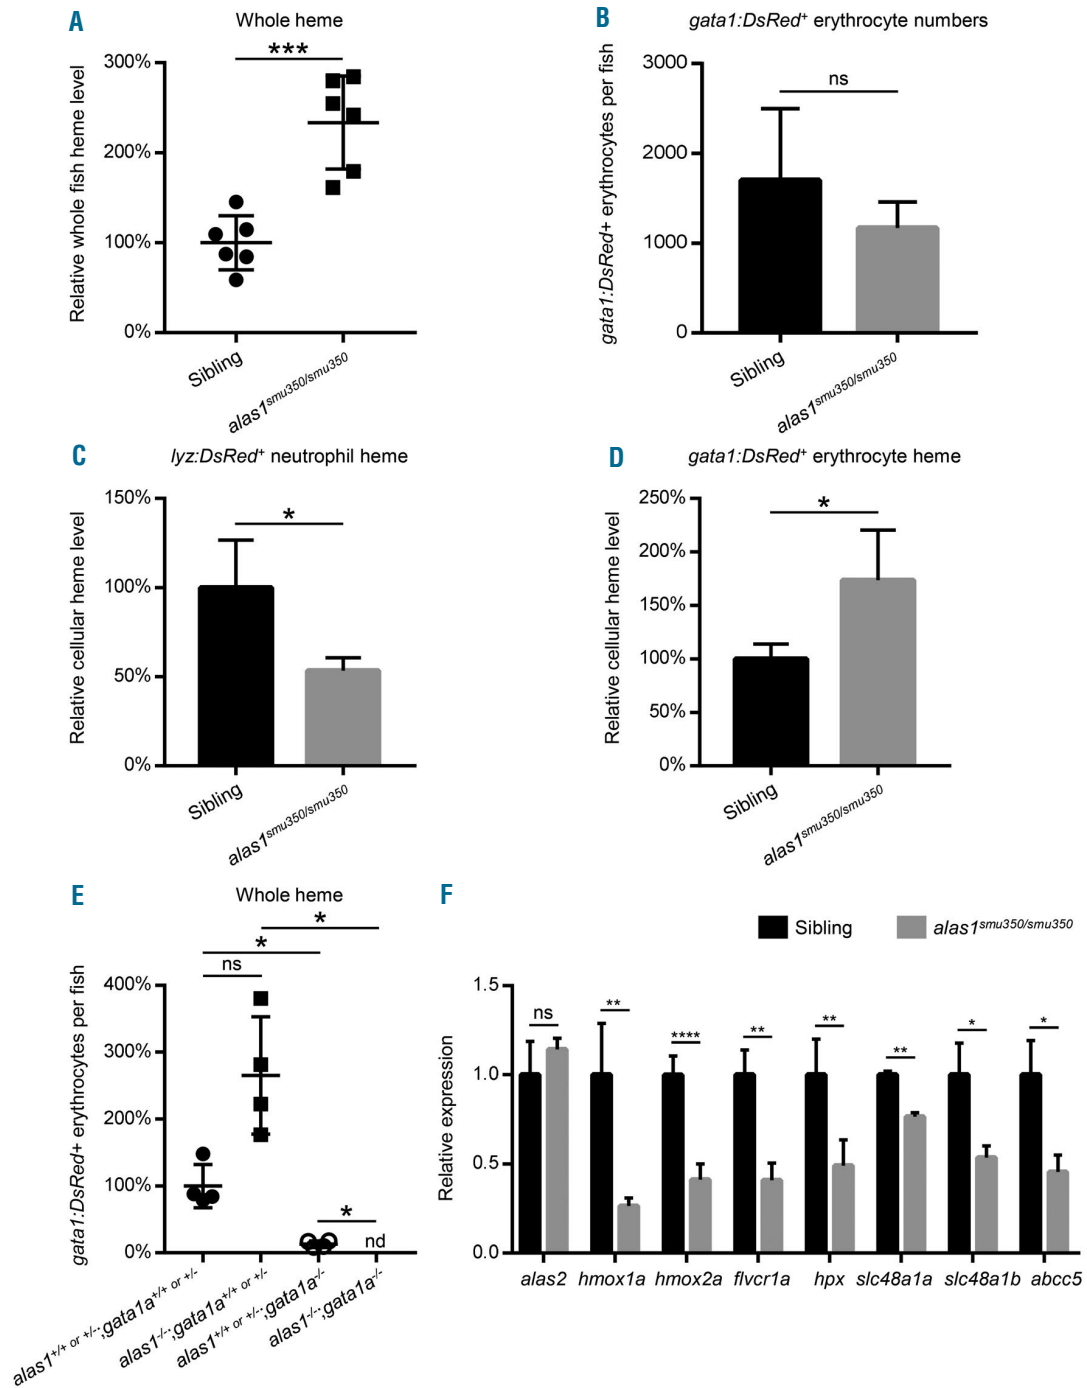 A
Whole heme
Relative whole fish heme level
300%
200%
100%
0%
***
Sibling
alas1smu350/smu350
B
gata1:DsRed+ erythrocyte numbers
gata1:DsRed+ erythrocytes per fish
3000
2000
1000
0
ns
Sibling
alas1smu350/smu350
C
lyz:DsRed+ neutrophil heme
Relative cellular heme level
150%
100%
50%
0%
*
Sibling
alas1smu350/smu350
D
gata1:DsRed+ erythrocyte heme
Relative cellular heme level
250%
200%
150%
100%
50%
0%
*
Sibling
alas1smu350/smu350
E
Whole heme
gata1:DsRed+ erythrocytes per fish
400%
300%
200%
100%
0%
*
*
ns
*
nd
alas1+/+ or +/-;gata1a+/+ or +/-
alas1-/-;gata1a+/+ or +/-
alas1+/+ or +/-;gata1a-/-
alas1-/-;gata1a-/-
F
Sibling
alas1smu350/smu350
Relative expression
1.5
1.0
0.5
0.0
ns
**
****
**
**
**
*
*
alas2
hmox1a
hmox2a
flvcr1a
hpx
slc48a1a
slc48a1b
abcc5